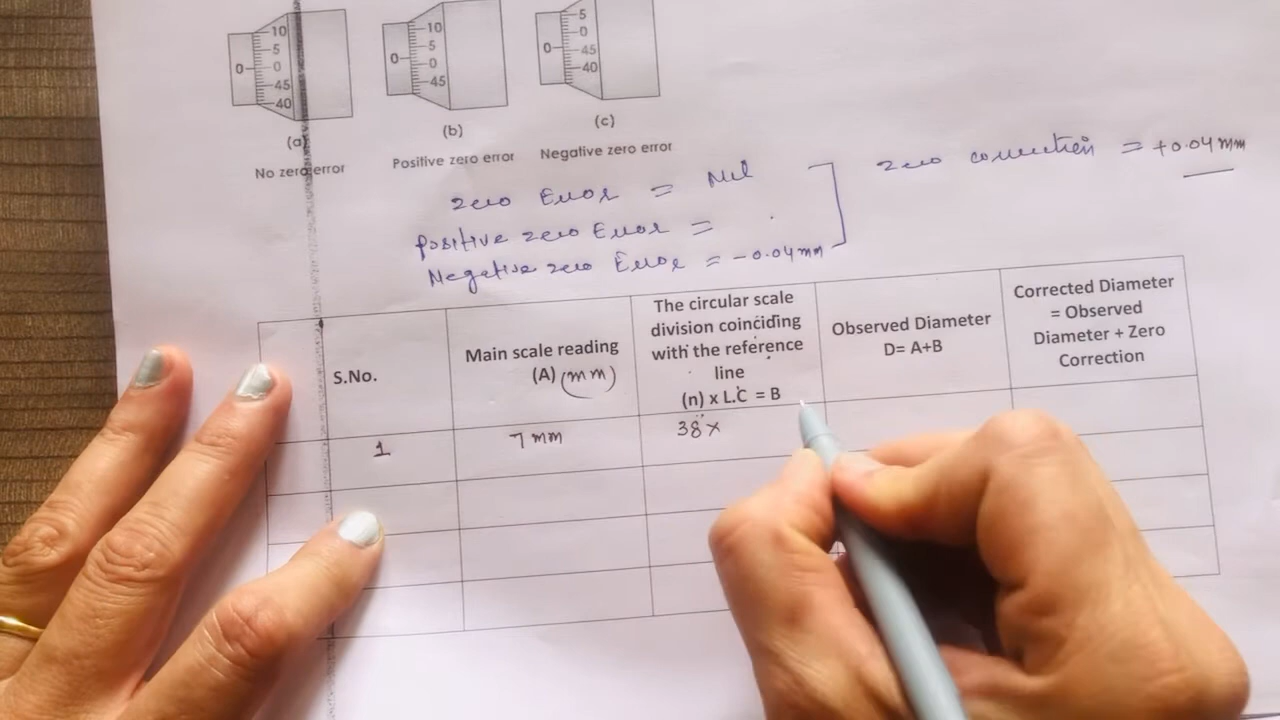 10
5
0 0
45
40
(a)
No zero error
10
5
0 0
45
(b)
Positive zero error
5
0
0 45
40
(c)
Negative zero error
zero Error = Nil
positive zero Error =
Negative zero Error = -0.04mm
zero correction = +0.04mm
S.No.
Main scale reading
(A) (mm)
The circular scale
division coinciding
with the reference
line
(n) x L.C = B
Observed Diameter
D= A+B
Corrected Diameter
= Observed
Diameter + Zero
Correction
1
7 mm
38 x